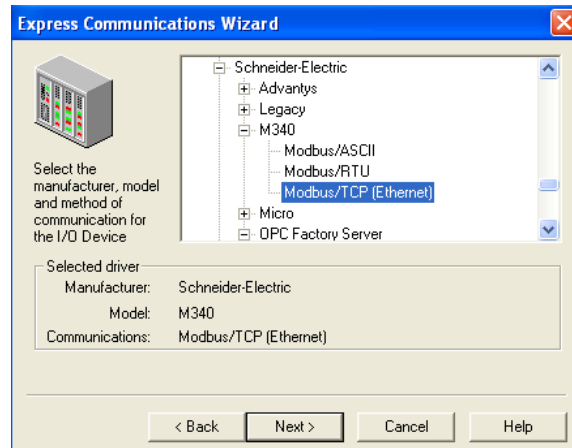 Express Communications Wizard
Schneider-Electric
Advantys
Legacy
M340
Modbus/ASCII
Modbus/RTU
Modbus/TCP (Ethernet)
Micro
OPC Factory Server
Select the
manufacturer, model
and method of
communication for
the I/O Device
Selected driver
Manufacturer: Schneider-Electric
Model: M340
Communications: Modbus/TCP (Ethernet)
< Back Next > Cancel Help